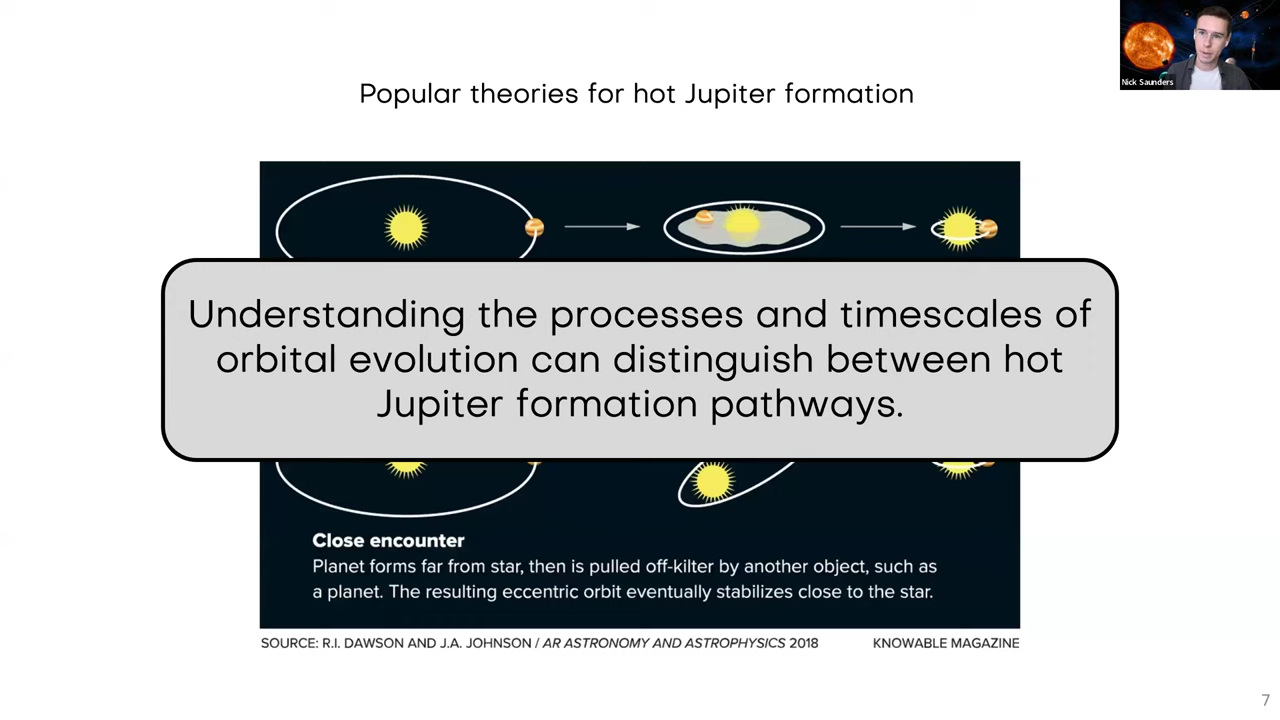 Nick Saunders
Popular theories for hot Jupiter formation
Understanding the processes and timescales of
orbital evolution can distinguish between hot
Jupiter formation pathways.
Close encounter
Planet forms far from star, then is pulled off-kilter by another object, such as
a planet. The resulting eccentric orbit eventually stabilizes close to the star.
SOURCE: R.I. DAWSON AND J.A. JOHNSON / AR ASTRONOMY AND ASTROPHYSICS 2018 KNOWABLE MAGAZINE
7